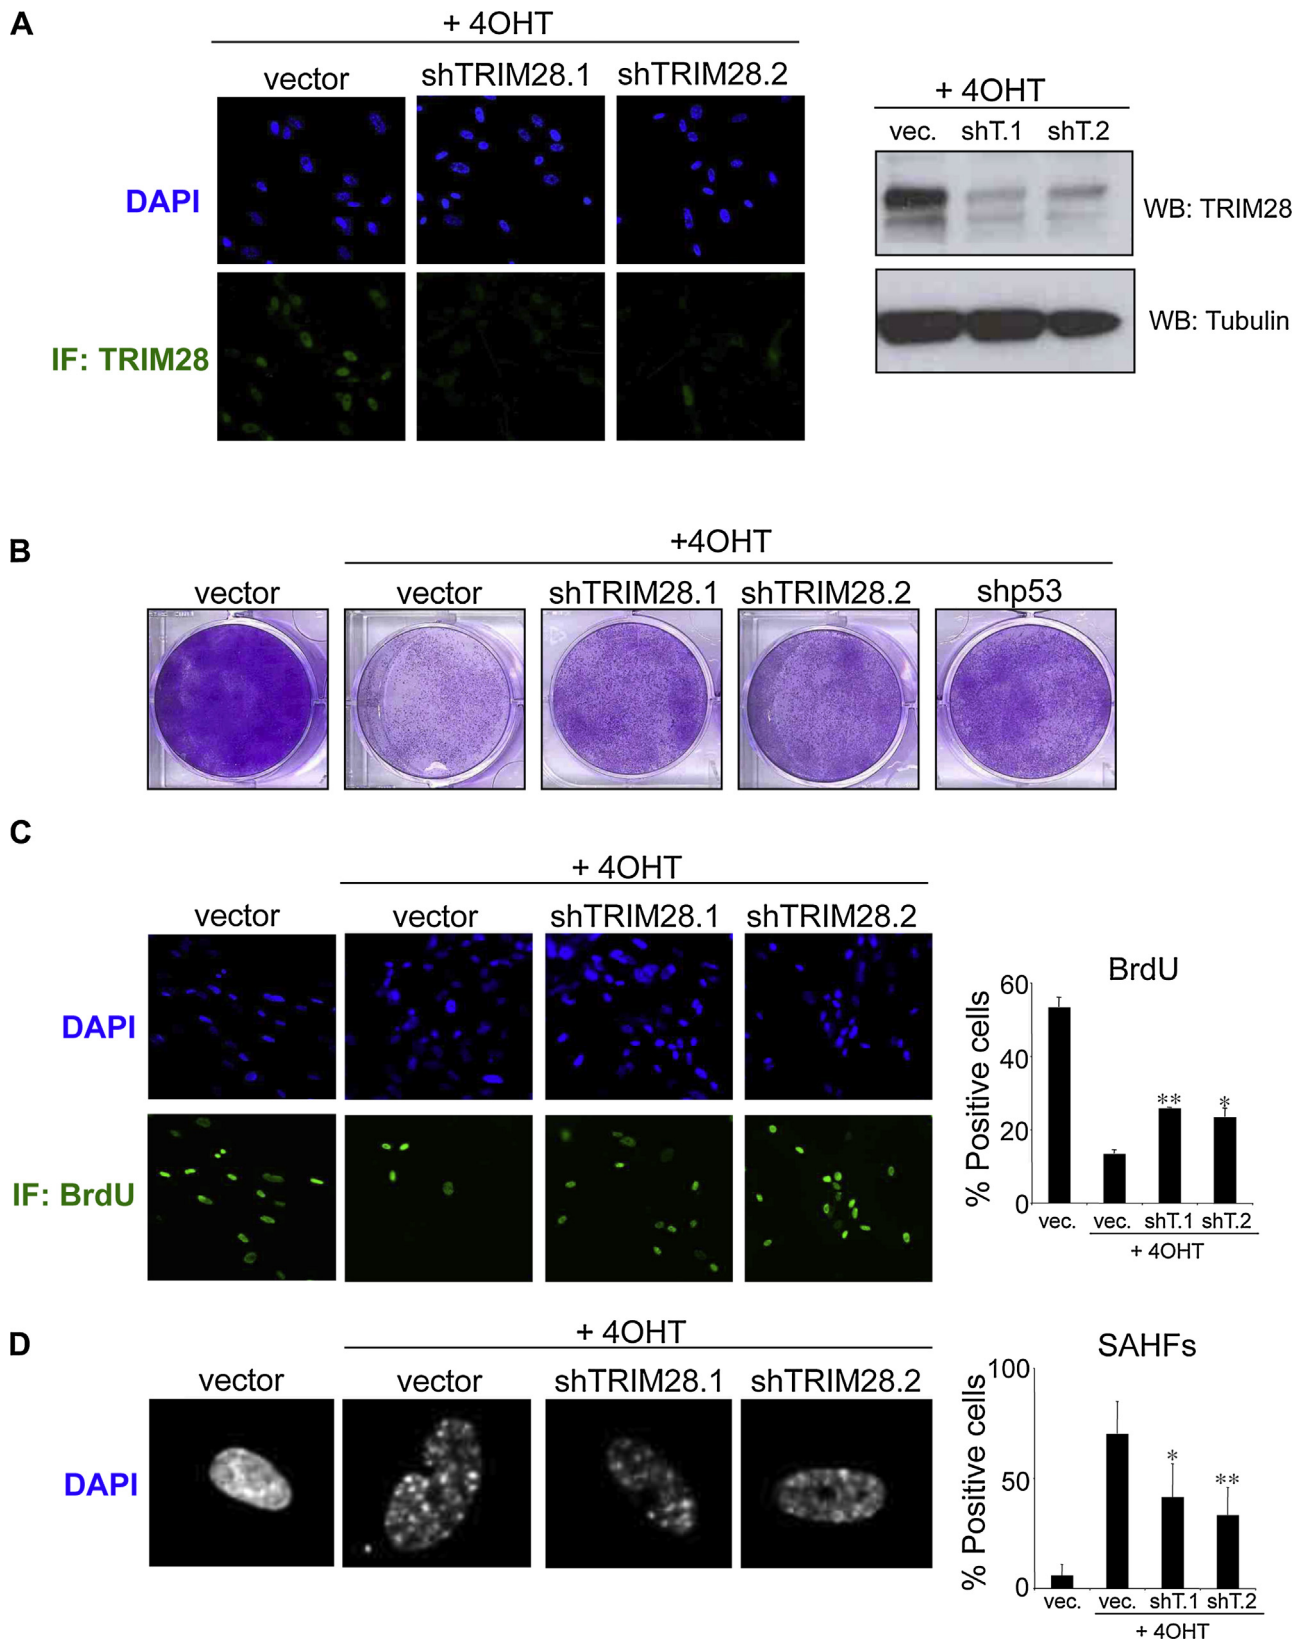 A
+ 4OHT
vector shTRIM28.1 shTRIM28.2
DAPI
IF: TRIM28
+ 4OHT
vec. shT.1 shT.2
WB: TRIM28
WB: Tubulin
B
+4OHT
vector vector shTRIM28.1 shTRIM28.2 shp53
C
+ 4OHT
vector vector shTRIM28.1 shTRIM28.2
DAPI
IF: BrdU
BrdU
% Positive cells
60
40
20
0
** *
vec. vec. shT.1 shT.2
+ 4OHT
D
+ 4OHT
vector vector shTRIM28.1 shTRIM28.2
DAPI
SAHFs
% Positive cells
100
50
0
* **
vec. vec. shT.1 shT.2
+ 4OHT